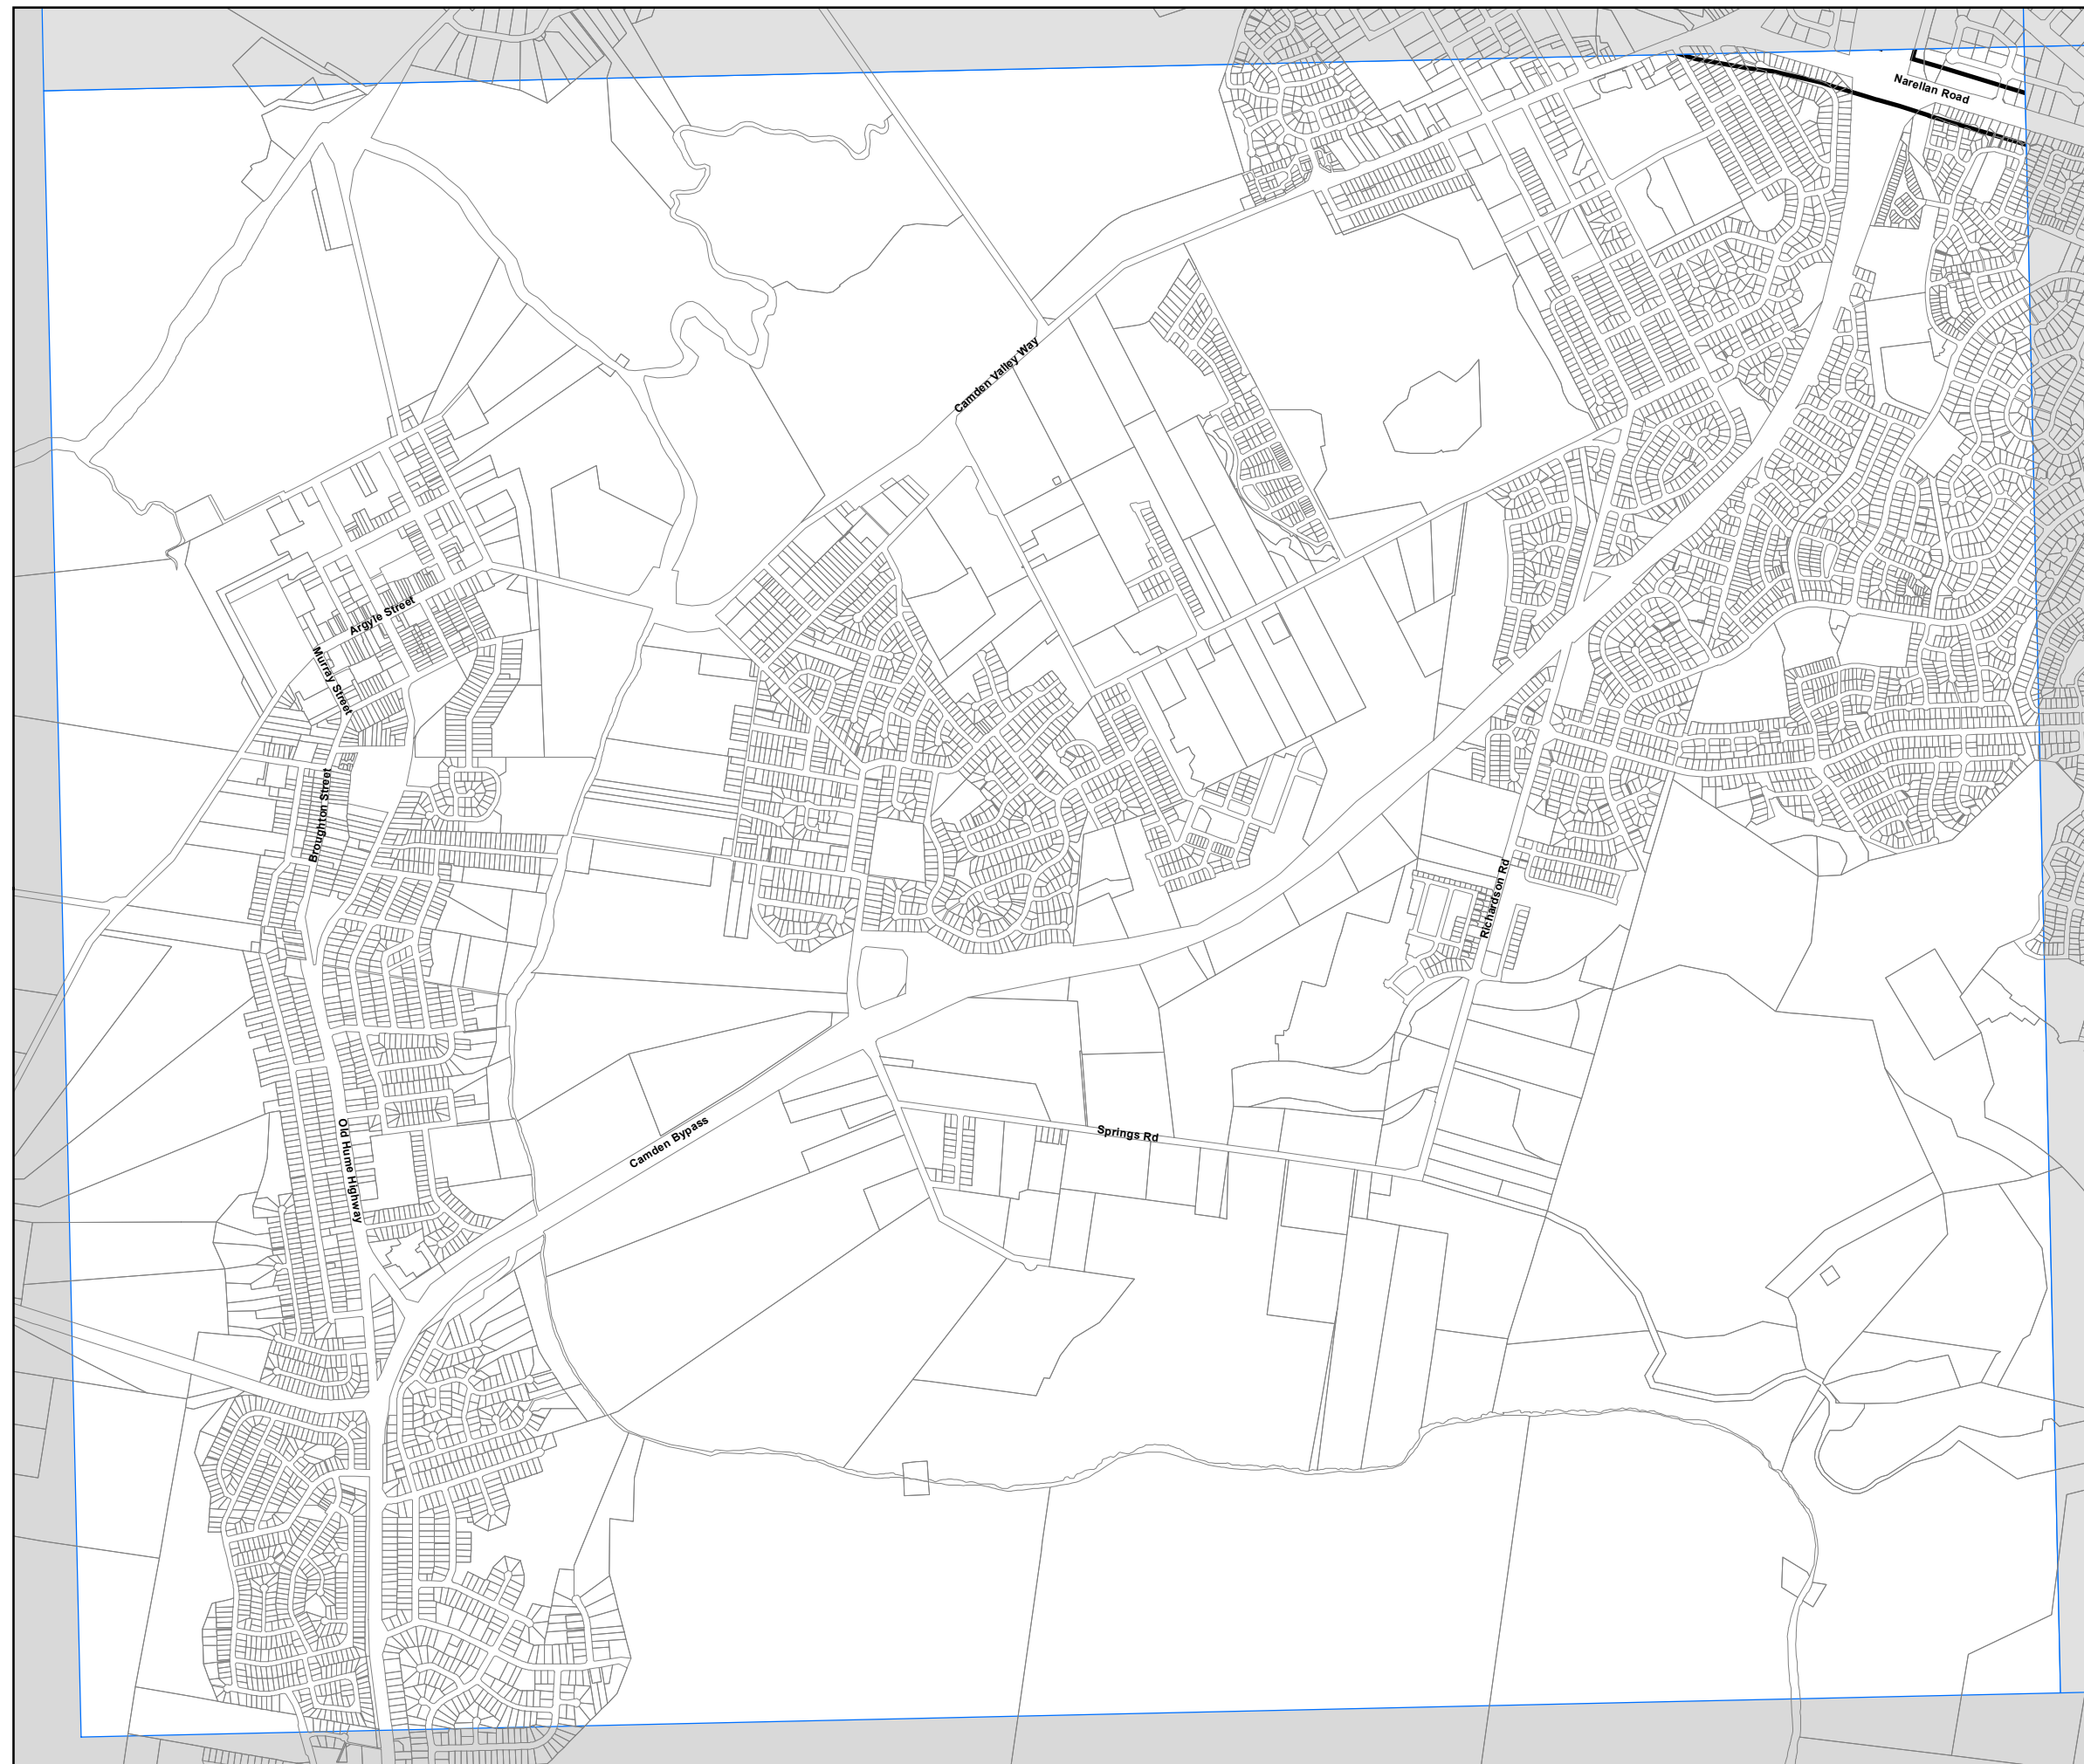 Narellan Road
Camden Valley Way
Argyle Street
Murray Street
Broughton Street
Richardson Rd
Old Hume Highway
Camden Bypass
Springs Rd